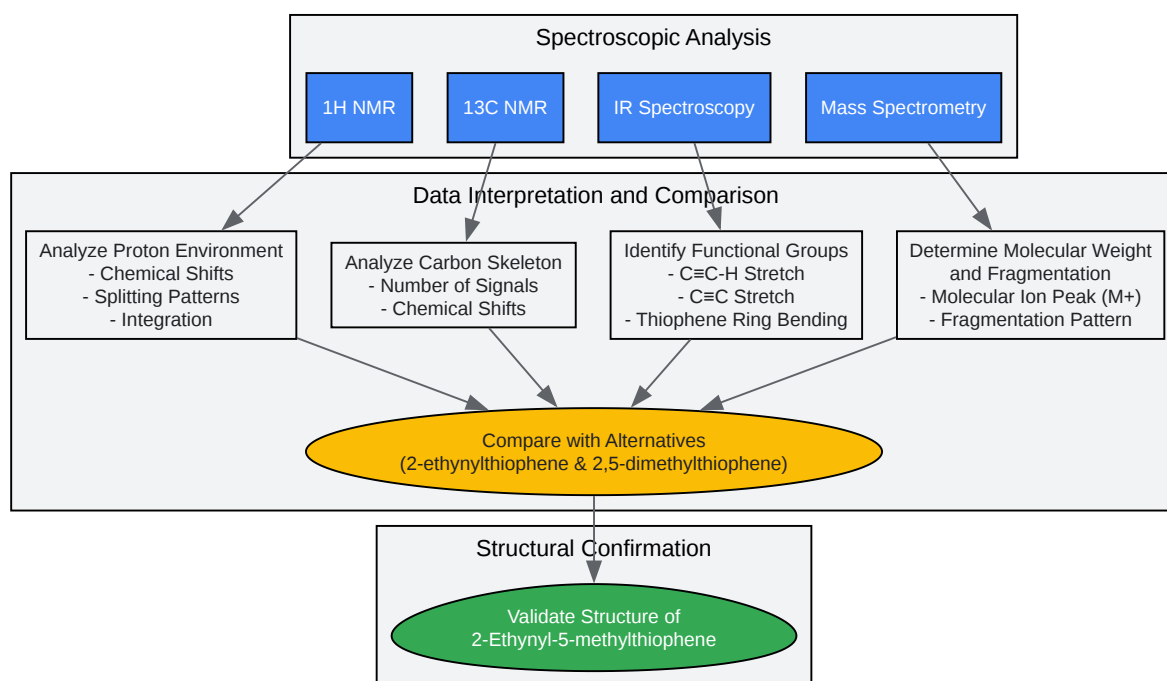 Spectroscopic Analysis
1H NMR
13C NMR
IR Spectroscopy
Mass Spectrometry
Data Interpretation and Comparison
Analyze Proton Environment
- Chemical Shifts
- Splitting Patterns
- Integration
Analyze Carbon Skeleton
- Number of Signals
- Chemical Shifts
Identify Functional Groups
- C≡C-H Stretch
- C≡C Stretch
- Thiophene Ring Bending
Determine Molecular Weight
and Fragmentation
- Molecular Ion Peak (M+)
- Fragmentation Pattern
Compare with Alternatives
(2-ethynylthiophene & 2,5-dimethylthiophene)
Structural Confirmation
Validate Structure of
2-Ethynyl-5-methylthiophene